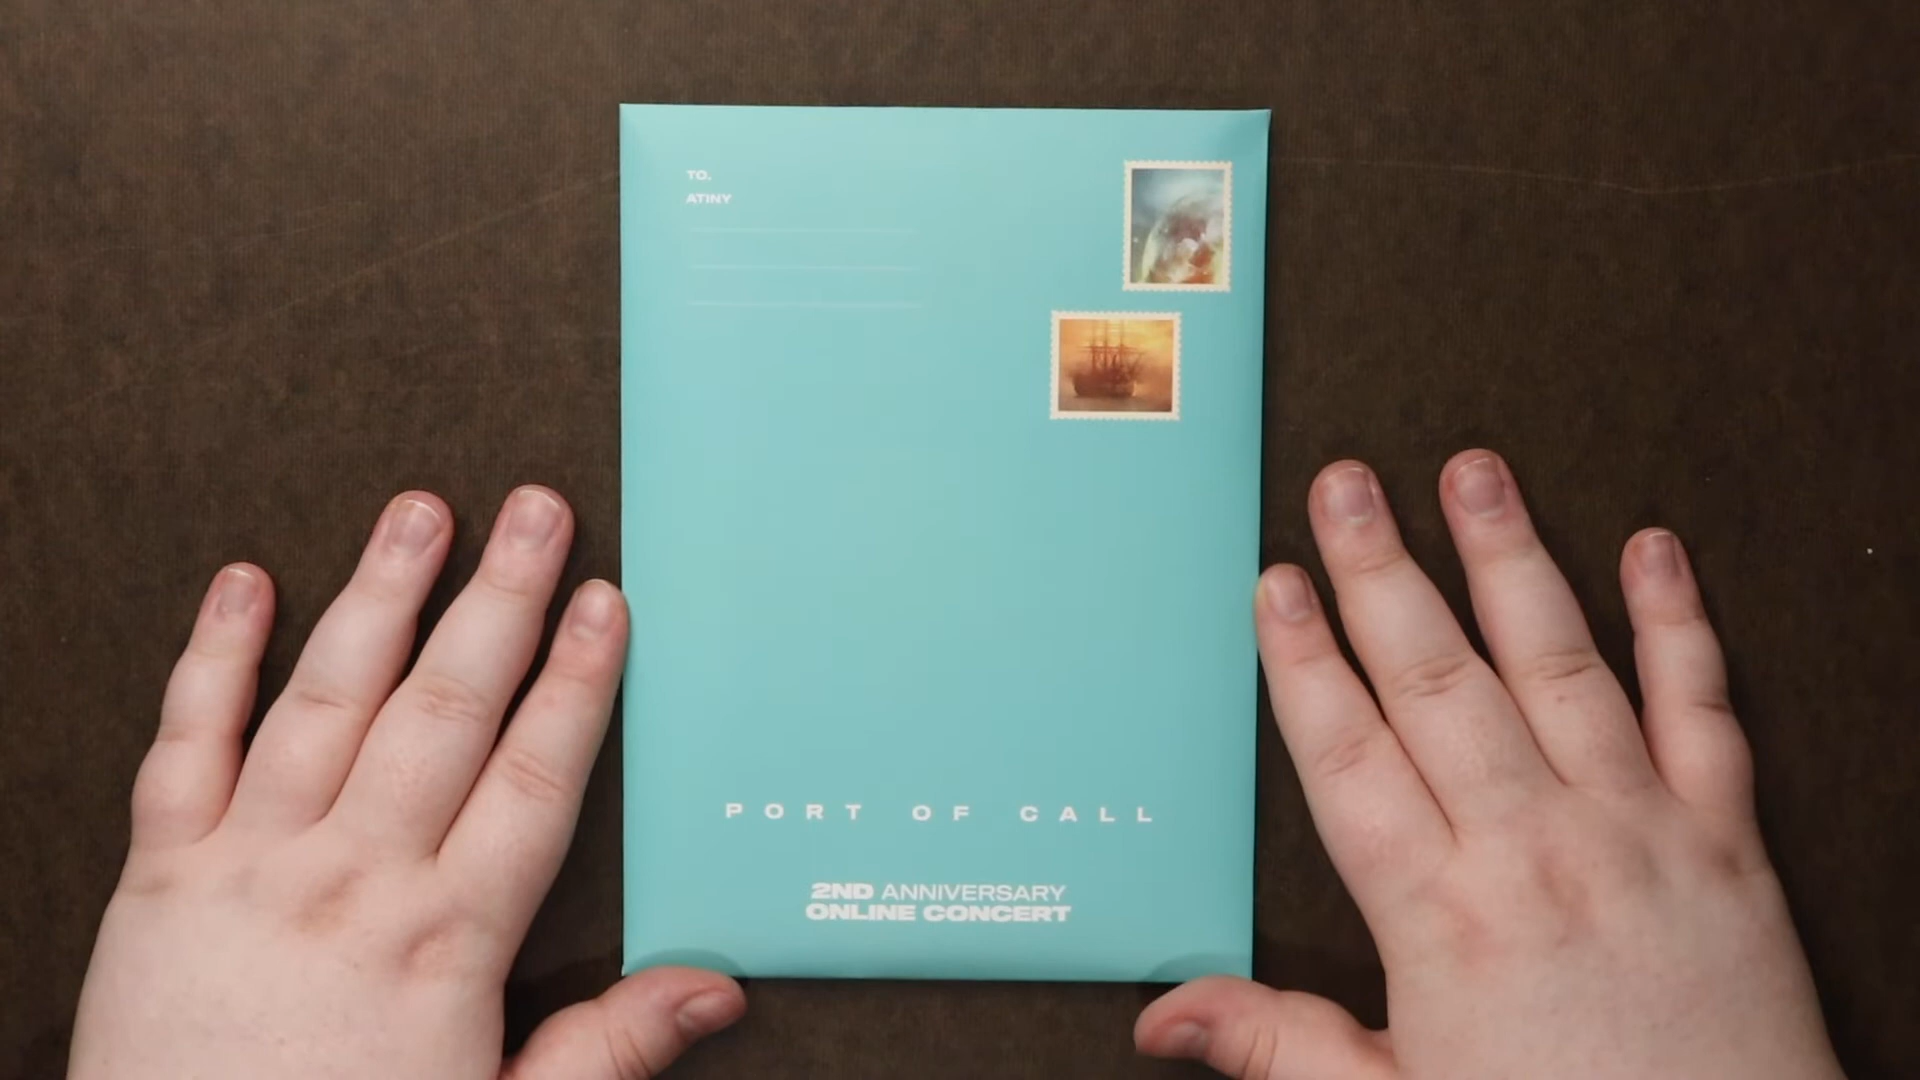 TO.
ATINY
PORT OF CALL
2ND ANNIVERSARY
ONLINE CONCERT